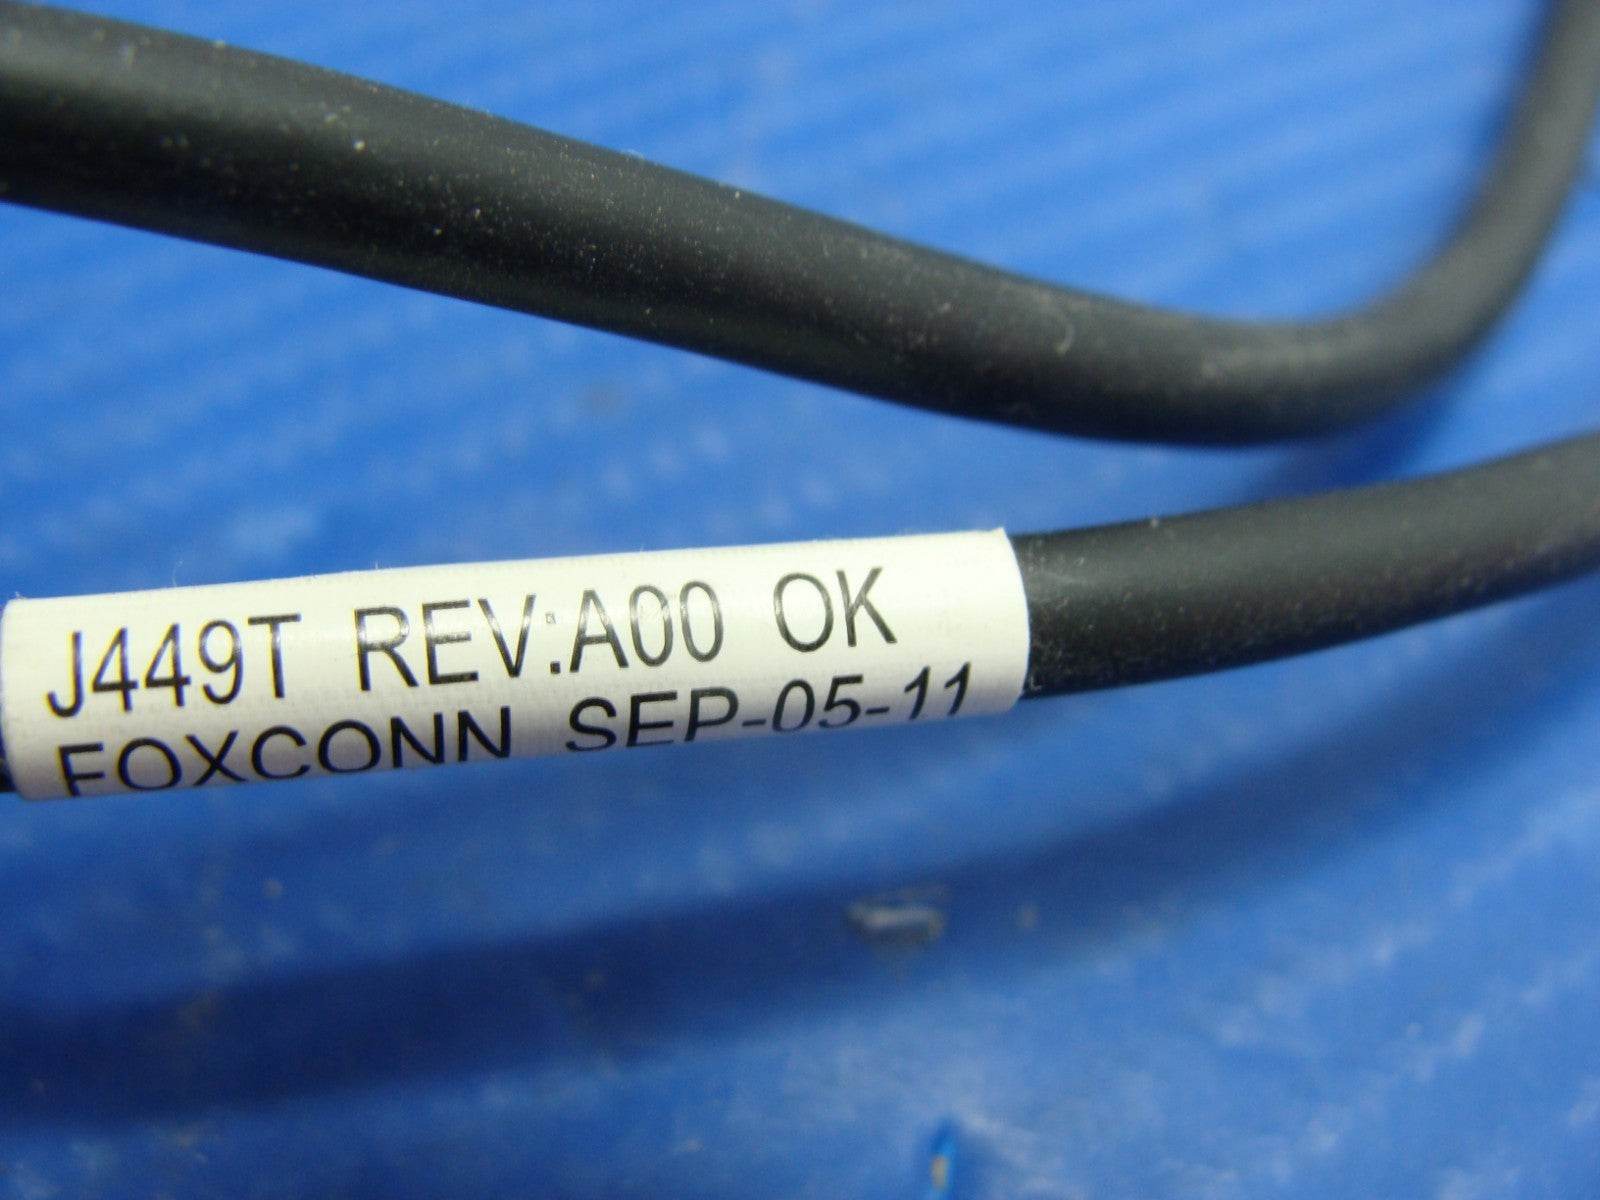 J449T REV:A00 OK
FOXCONN SEP-05-11